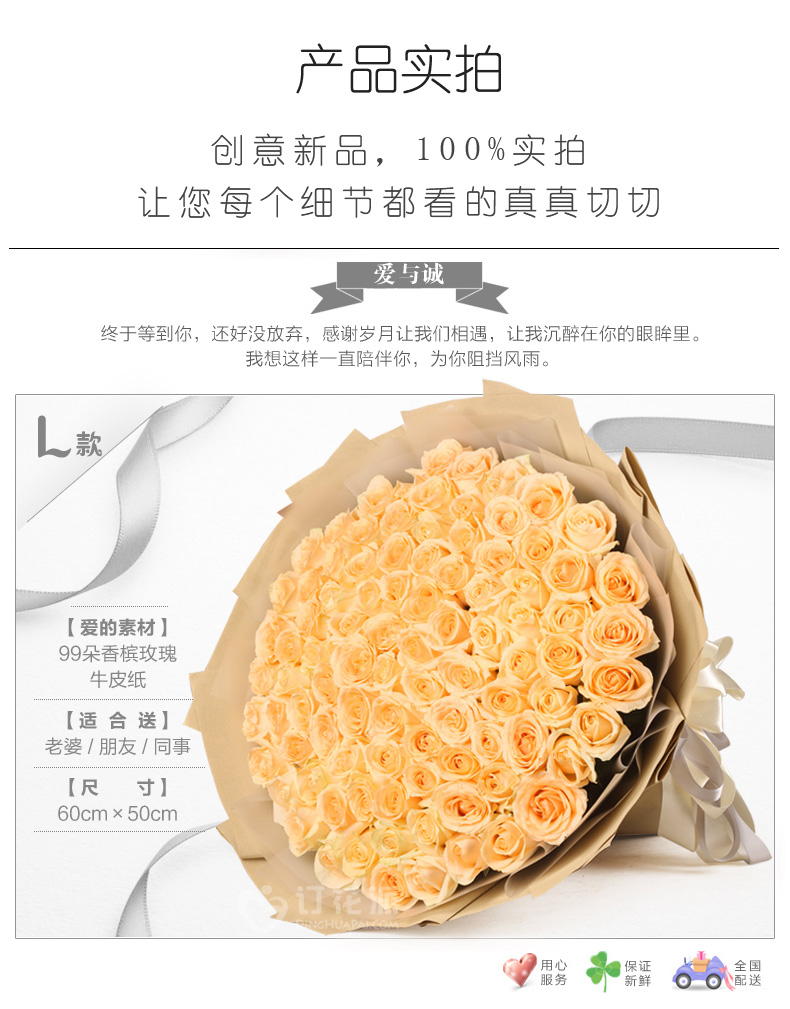 产品实拍
创意新品，100%实拍
让您每个细节都看的真真切切
爱与诚
终于等到你，还好没放弃，感谢岁月让我们相遇，让我沉醉在你的眼眸里。
我想这样一直陪伴你，为你阻挡风雨。
L款
【爱的素材】
99朵香槟玫瑰
牛皮纸
【适合送】
老婆/朋友/同事
【尺寸】
60cm×50cm
订花派
DINGHUAPAI.COM
用心
服务
保证
新鲜
全国
配送